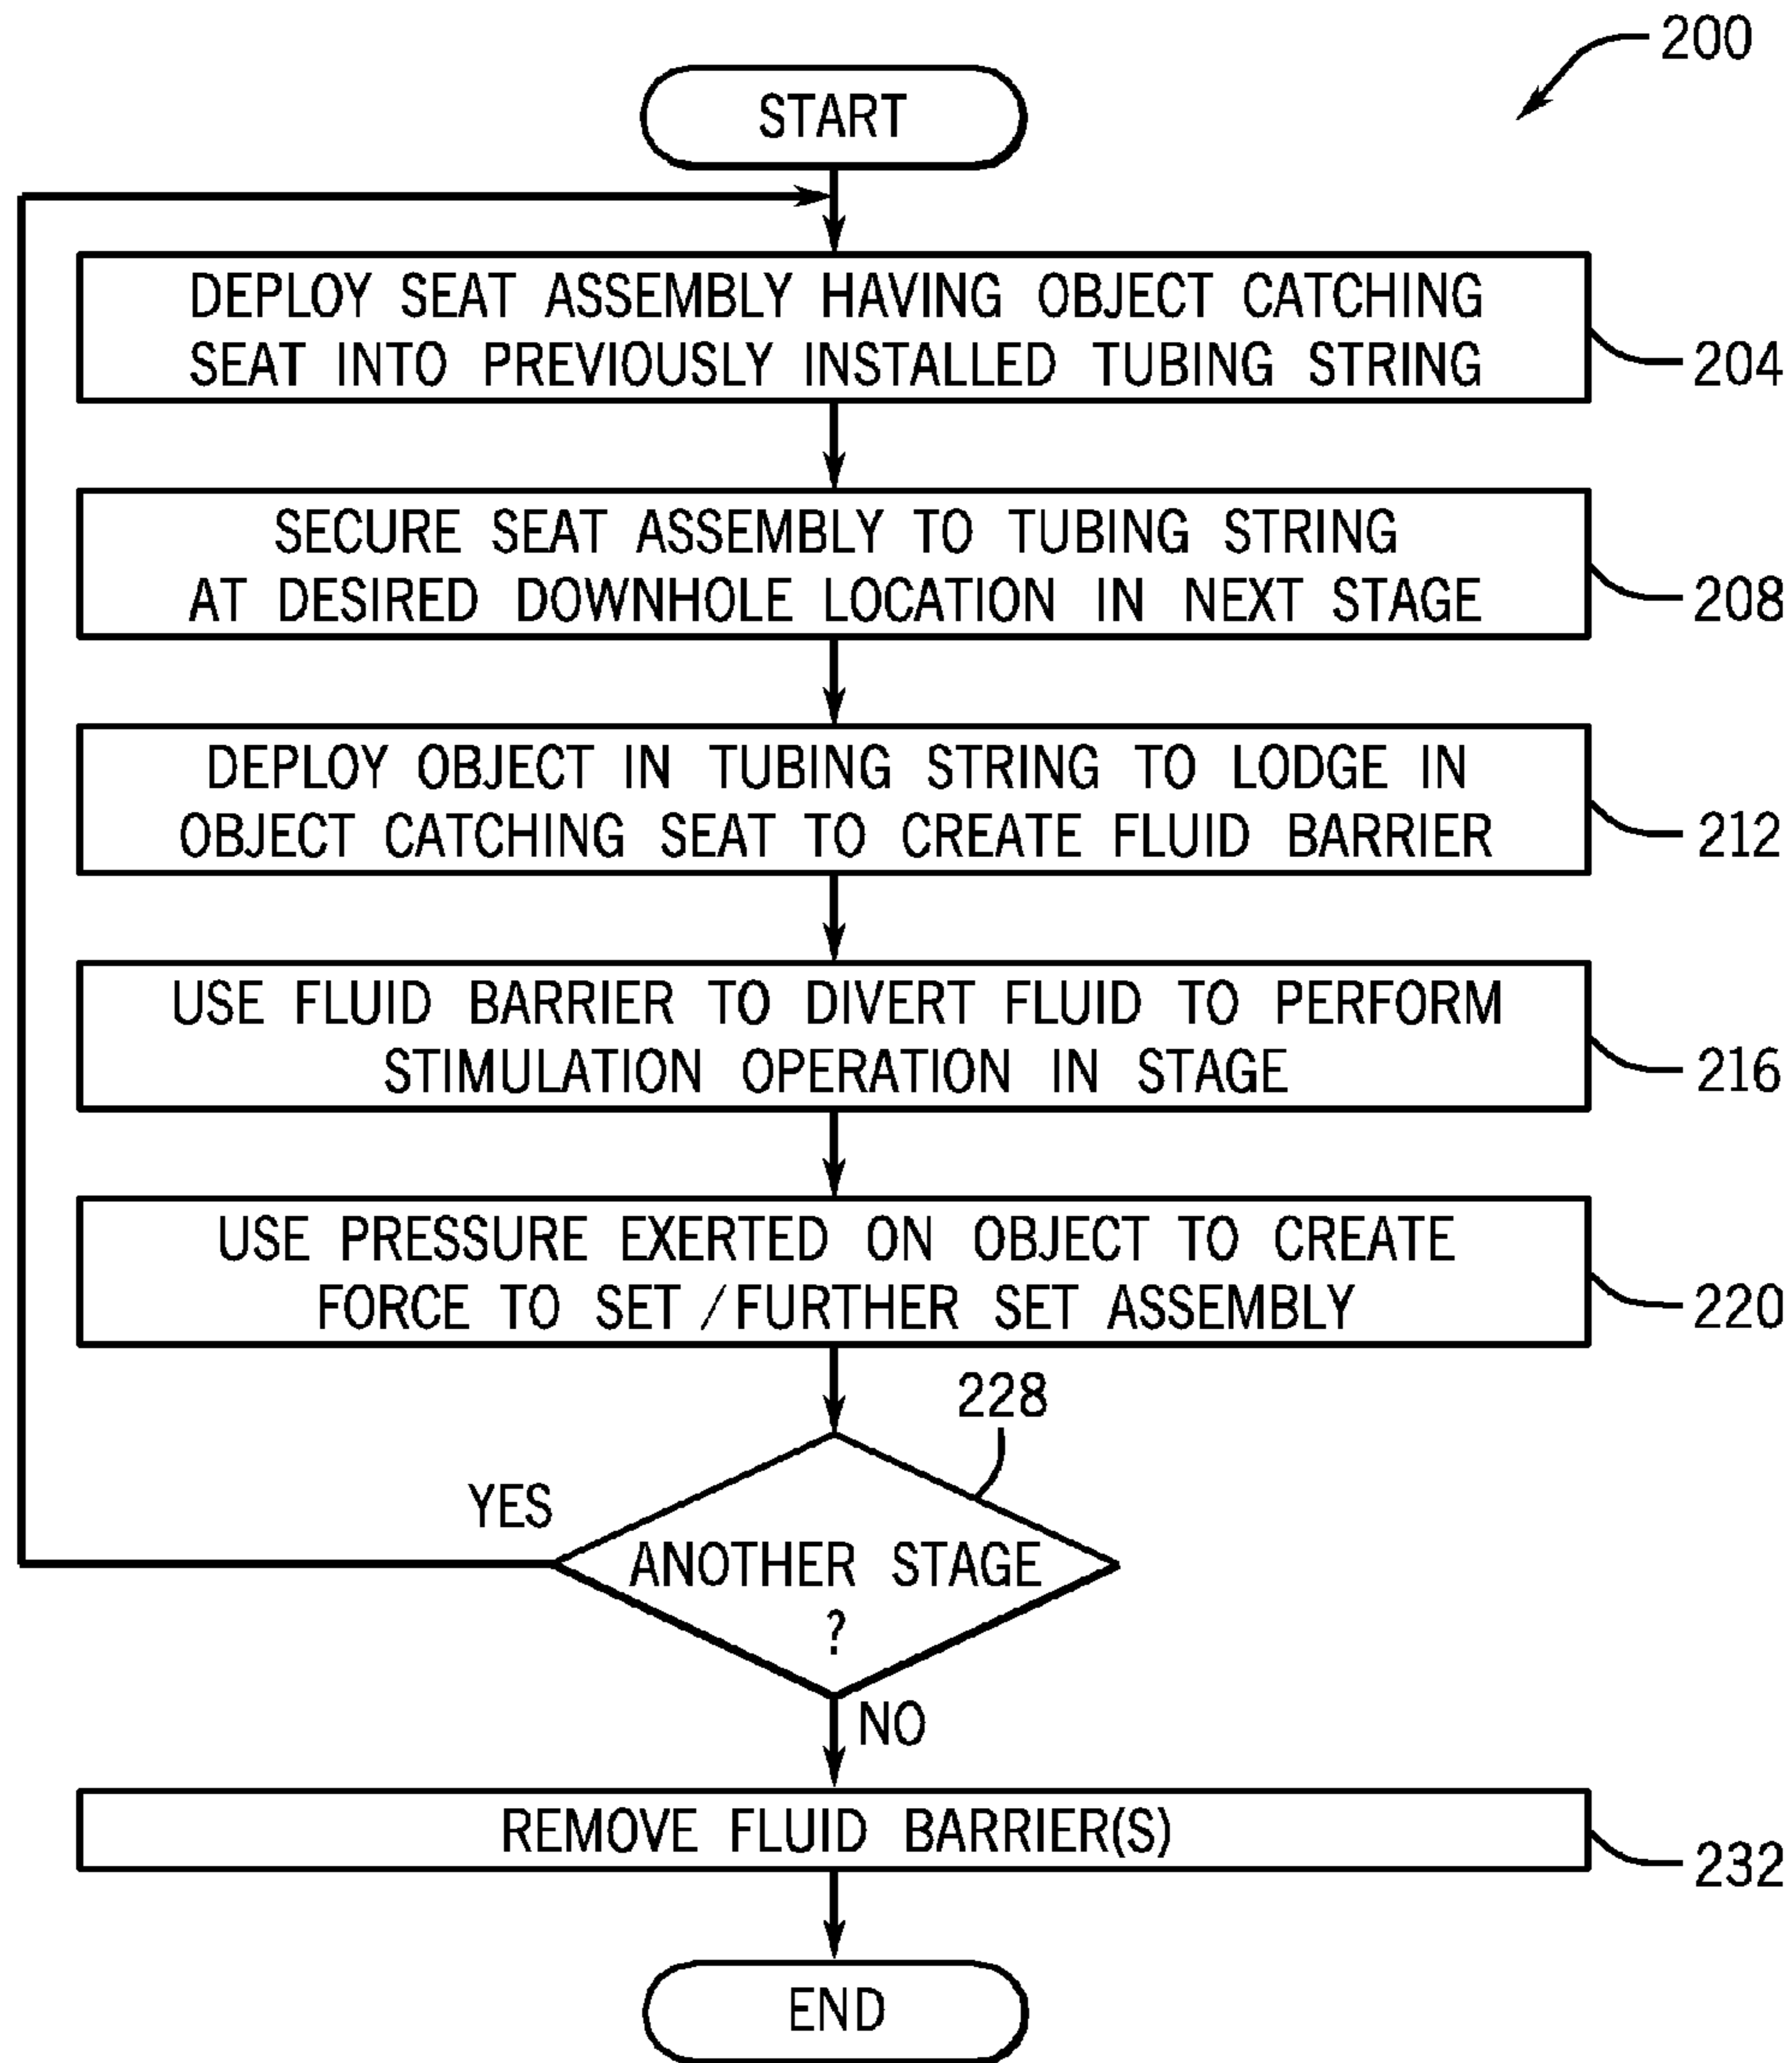 200
START
DEPLOY SEAT ASSEMBLY HAVING OBJECT CATCHING
SEAT INTO PREVIOUSLY INSTALLED TUBING STRING
204
SECURE SEAT ASSEMBLY TO TUBING STRING
AT DESIRED DOWNHOLE LOCATION IN NEXT STAGE
208
DEPLOY OBJECT IN TUBING STRING TO LODGE IN
OBJECT CATCHING SEAT TO CREATE FLUID BARRIER
212
USE FLUID BARRIER TO DIVERT FLUID TO PERFORM
STIMULATION OPERATION IN STAGE
216
USE PRESSURE EXERTED ON OBJECT TO CREATE
FORCE TO SET/FURTHER SET ASSEMBLY
220
228
YES
ANOTHER STAGE
?
NO
REMOVE FLUID BARRIER(S)
232
END